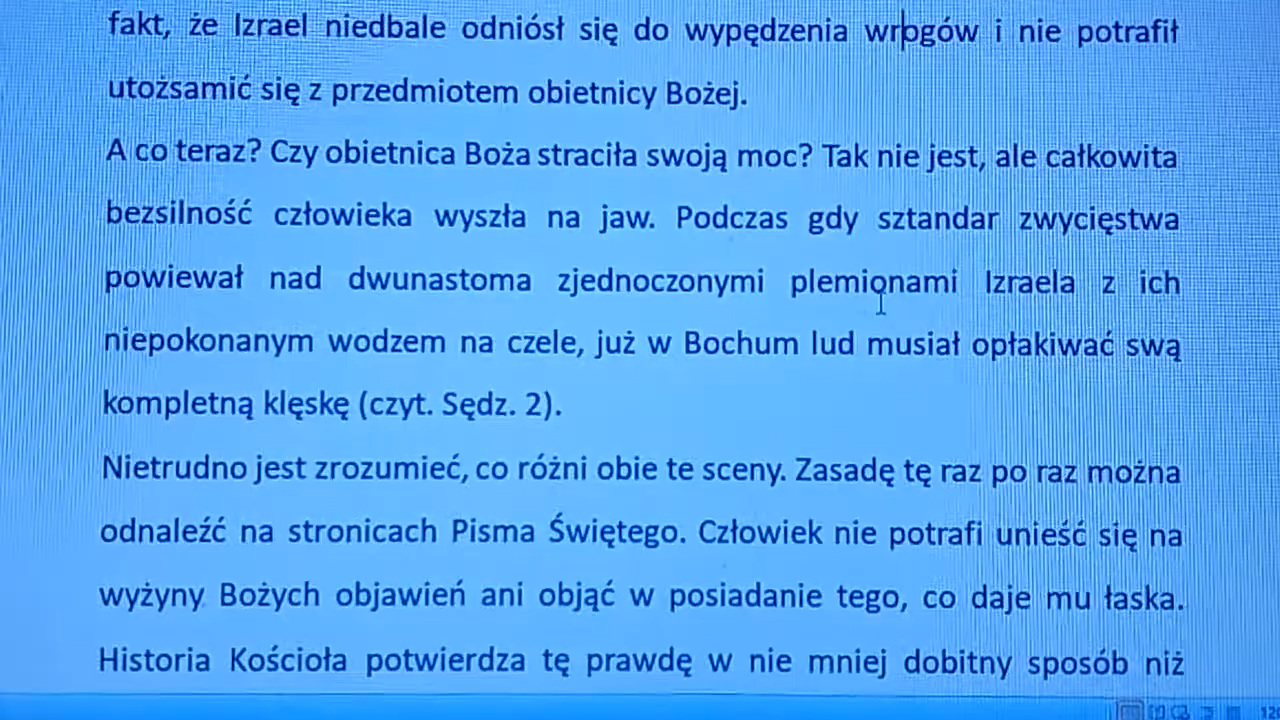 fakt, że Izrael niedbale odniósł się do wypędzenia wrogów i nie potrafił
utożsamić się z przedmiotem obietnicy Bożej.
A co teraz? Czy obietnica Boża straciła swoją moc? Tak nie jest, ale całkowita
bezsilność człowieka wyszła na jaw. Podczas gdy sztandar zwycięstwa
powiewał nad dwunastoma zjednoczonymi plemionami Izraela z ich
niepokonanym wodzem na czele, już w Bochum lud musiał opłakiwać swą
kompletną klęskę (czyt. Sędz. 2).
Nietrudno jest zrozumieć, co różni obie te sceny. Zasadę tę raz po raz można
odnaleźć na stronicach Pisma Świętego. Człowiek nie potrafi unieść się na
wyżyny Bożych objawień ani objąć w posiadanie tego, co daje mu łaska.
Historia Kościoła potwierdza tę prawdę w nie mniej dobitny sposób niż